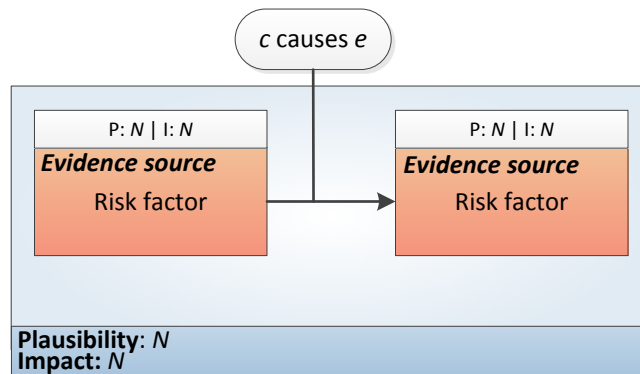 c causes e
P: N | I: N
Evidence source
Risk factor
P: N | I: N
Evidence source
Risk factor
Plausibility: N
Impact: N